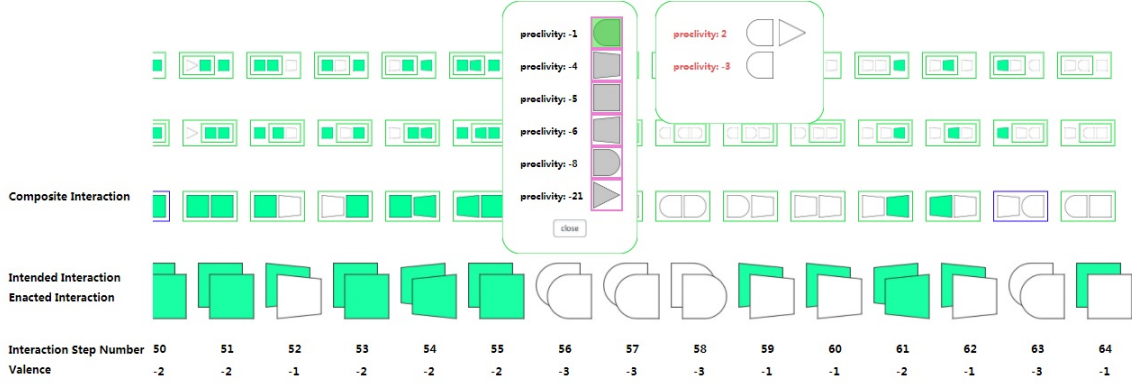 proclivity: -1
proclivity: -4
proclivity: -5
proclivity: -6
proclivity: -8
proclivity: -21
close
proclivity: 2
proclivity: -3
Composite Interaction
Intended Interaction
Enacted Interaction
Interaction Step Number 50 51 52 53 54 55 56 57 58 59 60 61 62 63 64
Valence -2 -2 -1 -2 -2 -2 -3 -3 -3 -1 -1 -2 -1 -3 -1